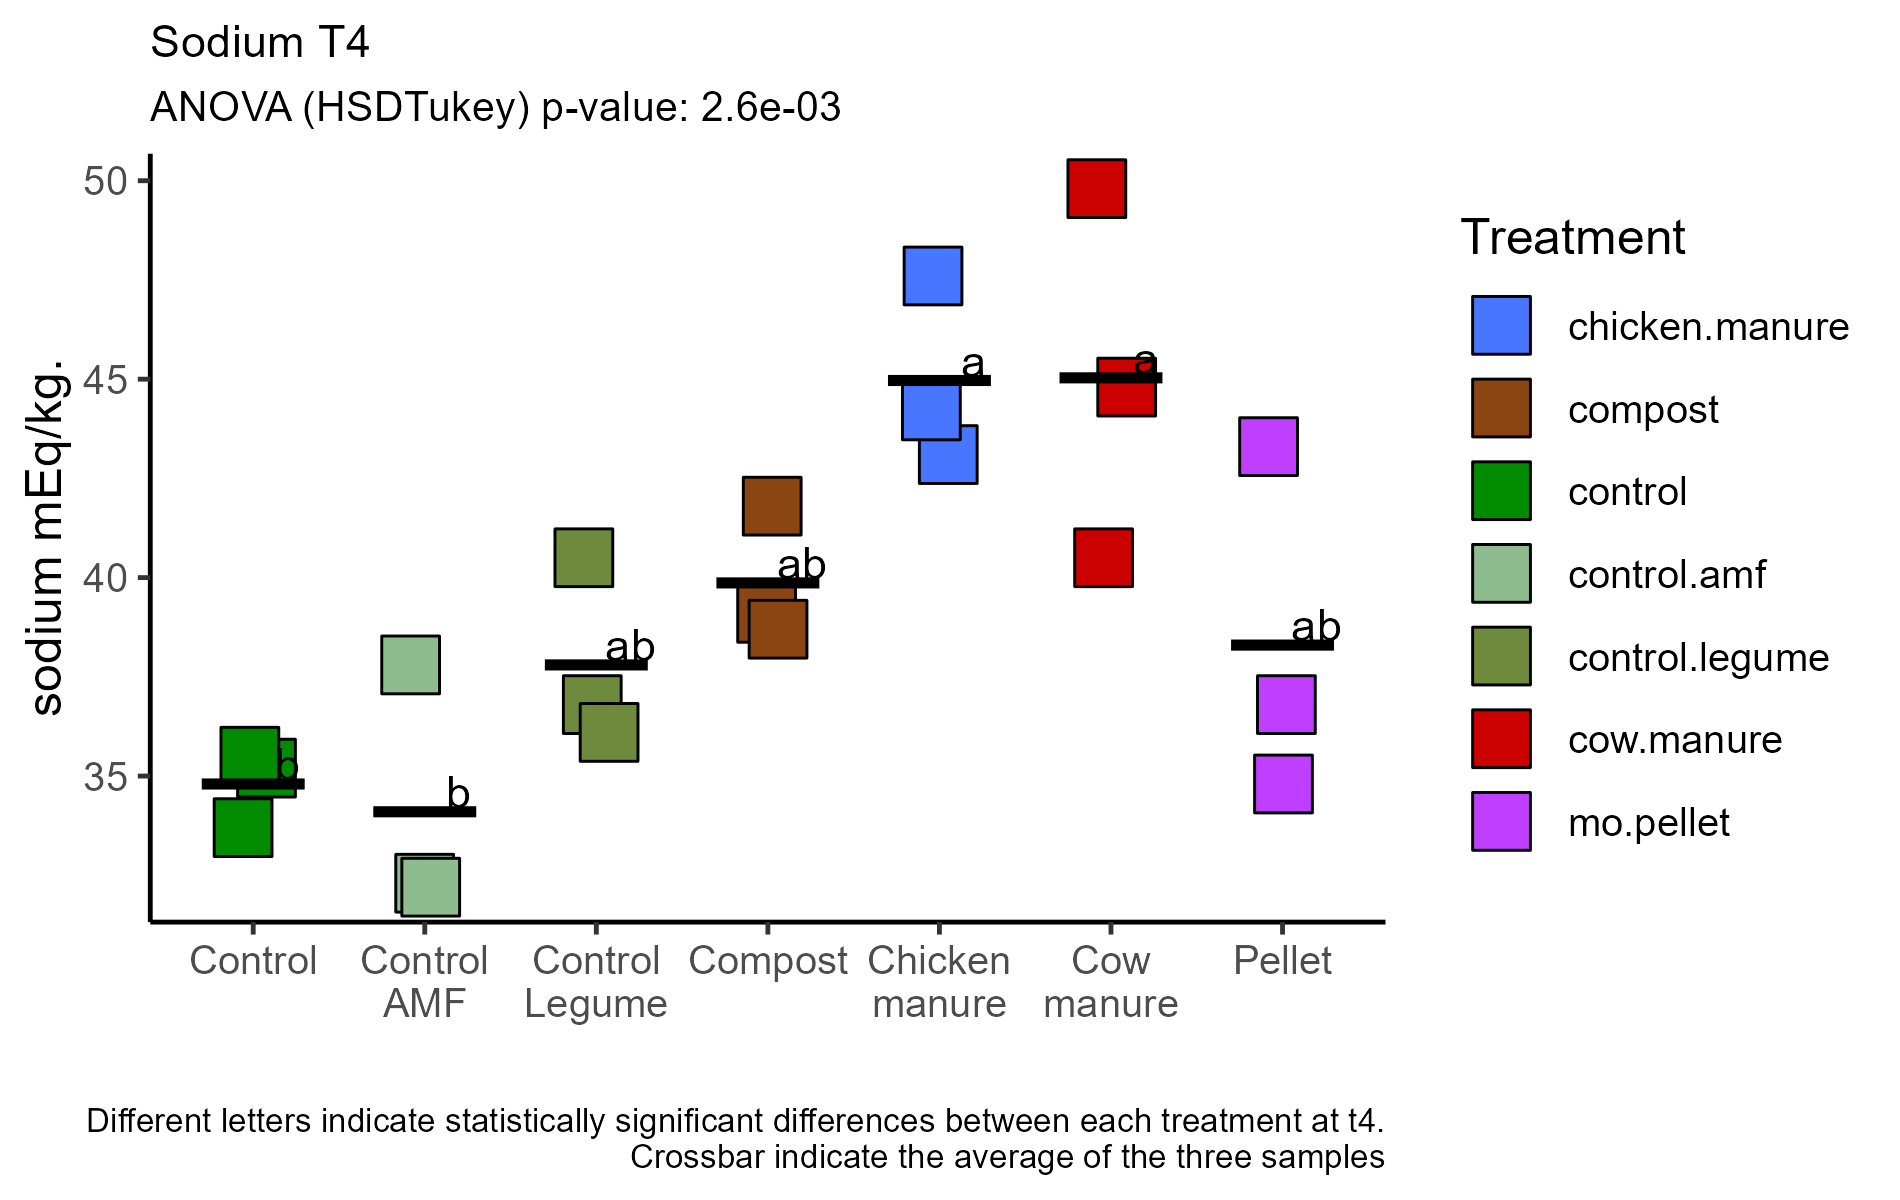 Sodium T4
ANOVA (HSDTukey) p-value: 2.6e-03
sodium mEq/kg.
50
45
40
35
b
b
ab
ab
a
a
ab
Control
Control
AMF
Control
Legume
Compost
Chicken
manure
Cow
manure
Pellet
Treatment
chicken.manure
compost
control
control.amf
control.legume
cow.manure
mo.pellet
Different letters indicate statistically significant differences between each treatment at t4.
Crossbar indicate the average of the three samples